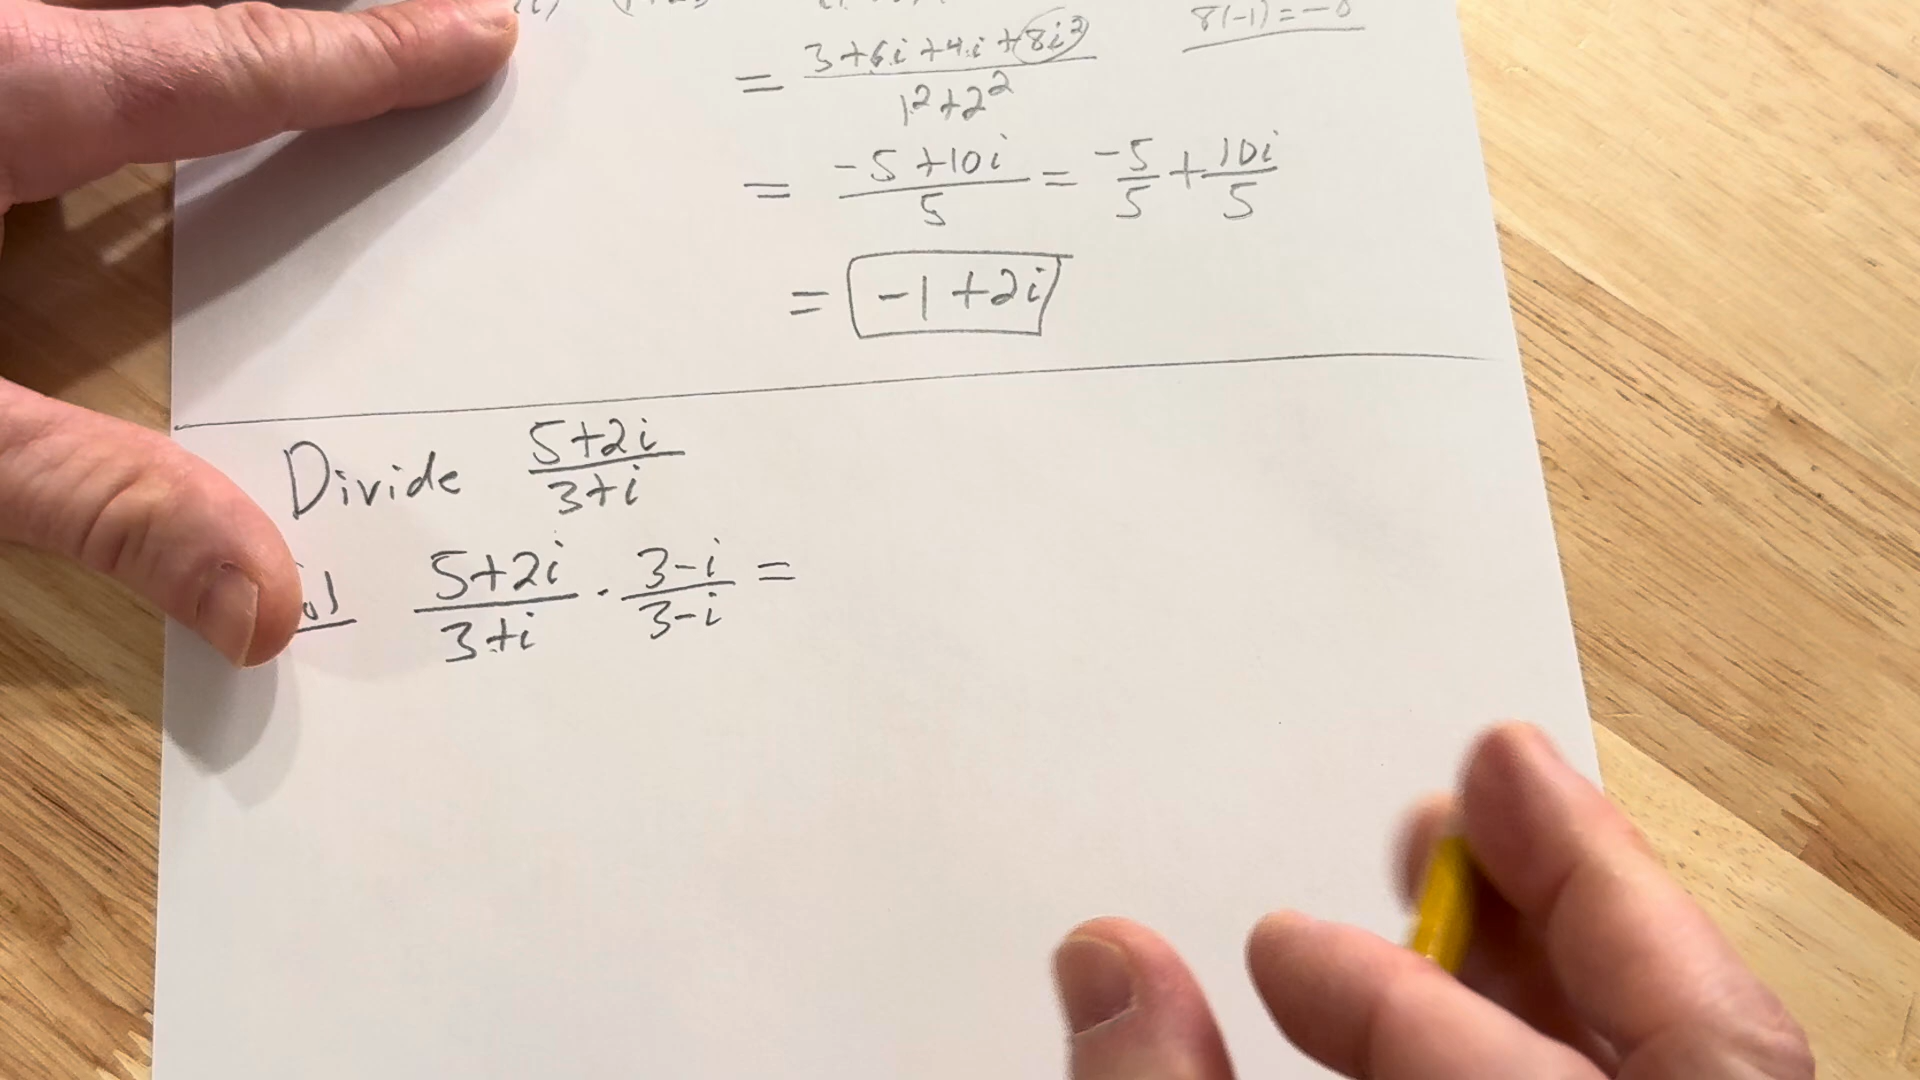 8(-1) = -8
= (3+6i+4i+8i²)/(1²+2²)
= (-5+10i)/5 = -5/5 + 10i/5
= -1+2i
Divide (5+2i)/(3+i)
(5+2i)/(3+i) · (3-i)/(3-i) =